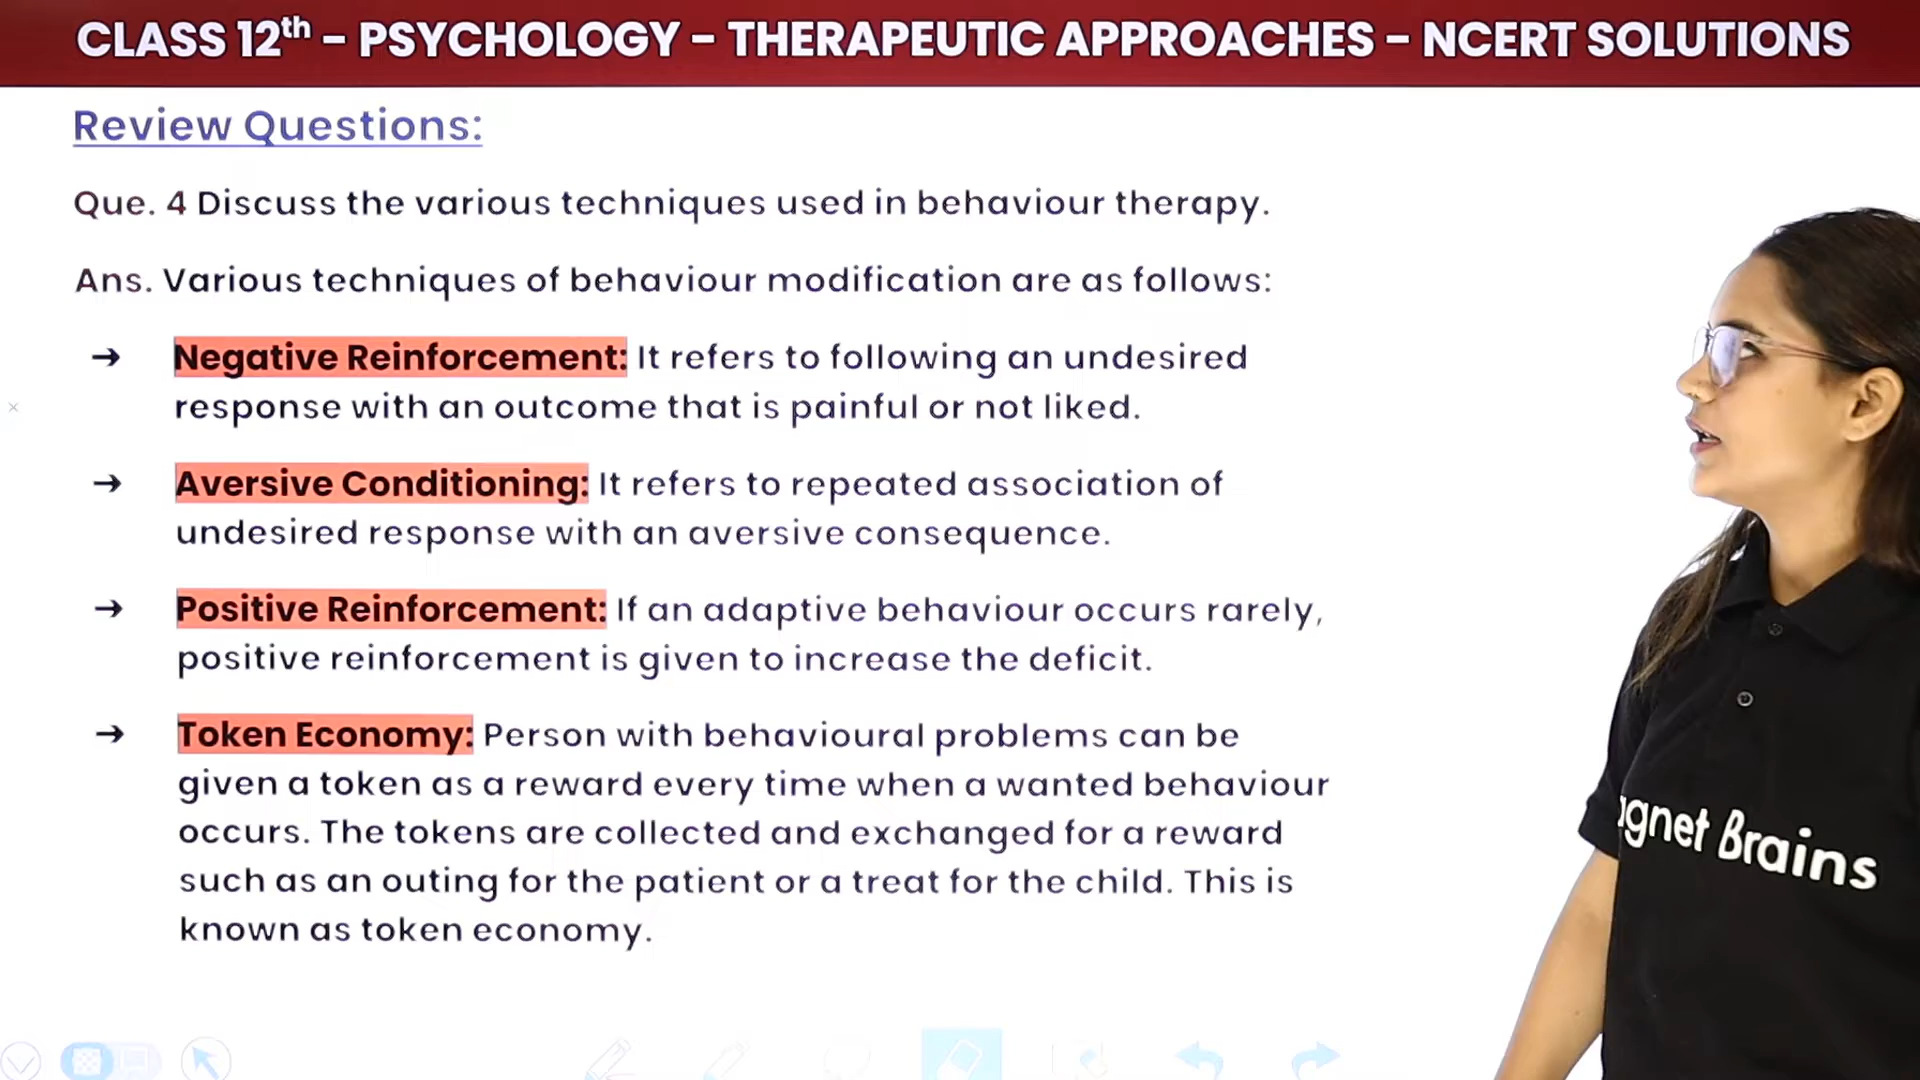 CLASS 12th – PSYCHOLOGY – THERAPEUTIC APPROACHES – NCERT SOLUTIONS
Review Questions:
Que. 4 Discuss the various techniques used in behaviour therapy.
Ans. Various techniques of behaviour modification are as follows:
→ Negative Reinforcement: It refers to following an undesired
response with an outcome that is painful or not liked.
→ Aversive Conditioning: It refers to repeated association of
undesired response with an aversive consequence.
→ Positive Reinforcement: If an adaptive behaviour occurs rarely,
positive reinforcement is given to increase the deficit.
→ Token Economy: Person with behavioural problems can be
given a token as a reward every time when a wanted behaviour
occurs. The tokens are collected and exchanged for a reward
such as an outing for the patient or a treat for the child. This is
known as token economy.
agnet Brains